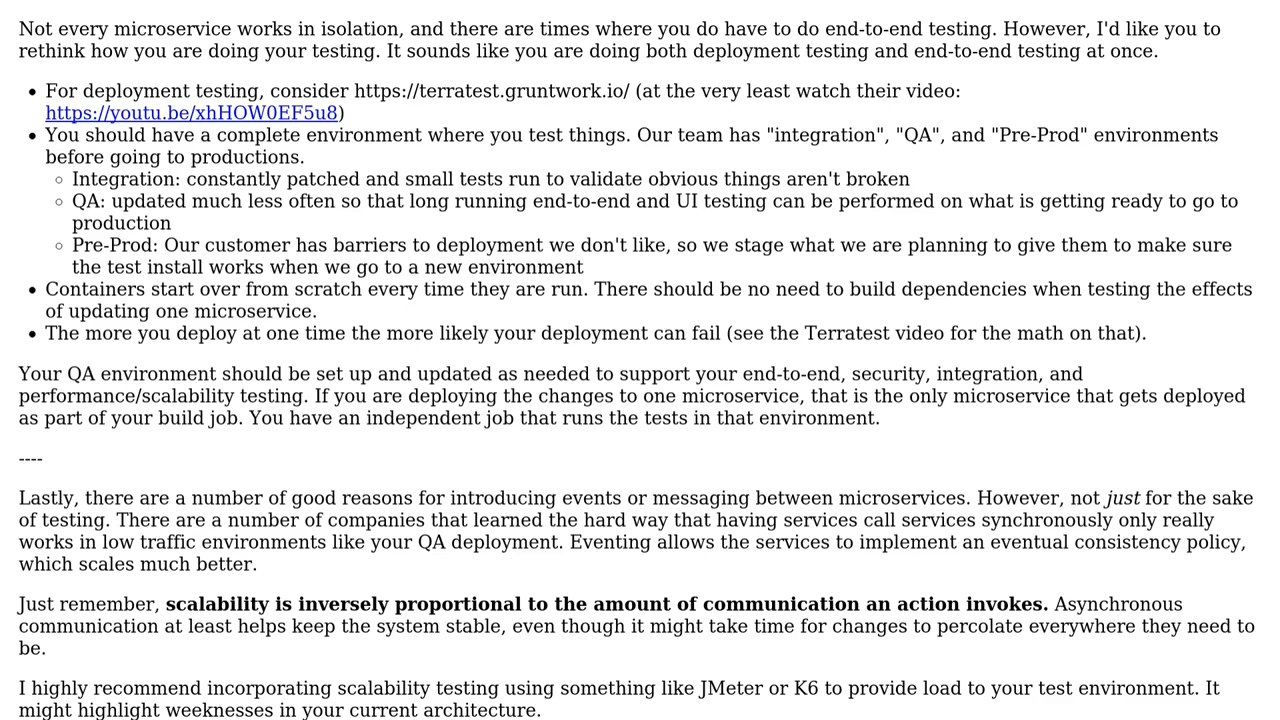 Not every microservice works in isolation, and there are times where you do have to do end-to-end testing. However, I'd like you to
rethink how you are doing your testing. It sounds like you are doing both deployment testing and end-to-end testing at once.
• For deployment testing, consider https://terratest.gruntwork.io/ (at the very least watch their video:
https://youtu.be/xhHOW0EF5u8)
• You should have a complete environment where you test things. Our team has "integration", "QA", and "Pre-Prod" environments
before going to productions.
◦ Integration: constantly patched and small tests run to validate obvious things aren't broken
◦ QA: updated much less often so that long running end-to-end and UI testing can be performed on what is getting ready to go to
production
◦ Pre-Prod: Our customer has barriers to deployment we don't like, so we stage what we are planning to give them to make sure
the test install works when we go to a new environment
• Containers start over from scratch every time they are run. There should be no need to build dependencies when testing the effects
of updating one microservice.
• The more you deploy at one time the more likely your deployment can fail (see the Terratest video for the math on that).
Your QA environment should be set up and updated as needed to support your end-to-end, security, integration, and
performance/scalability testing. If you are deploying the changes to one microservice, that is the only microservice that gets deployed
as part of your build job. You have an independent job that runs the tests in that environment.
----
Lastly, there are a number of good reasons for introducing events or messaging between microservices. However, not just for the sake
of testing. There are a number of companies that learned the hard way that having services call services synchronously only really
works in low traffic environments like your QA deployment. Eventing allows the services to implement an eventual consistency policy,
which scales much better.
Just remember, scalability is inversely proportional to the amount of communication an action invokes. Asynchronous
communication at least helps keep the system stable, even though it might take time for changes to percolate everywhere they need to
be.
I highly recommend incorporating scalability testing using something like JMeter or K6 to provide load to your test environment. It
might highlight weeknesses in your current architecture.